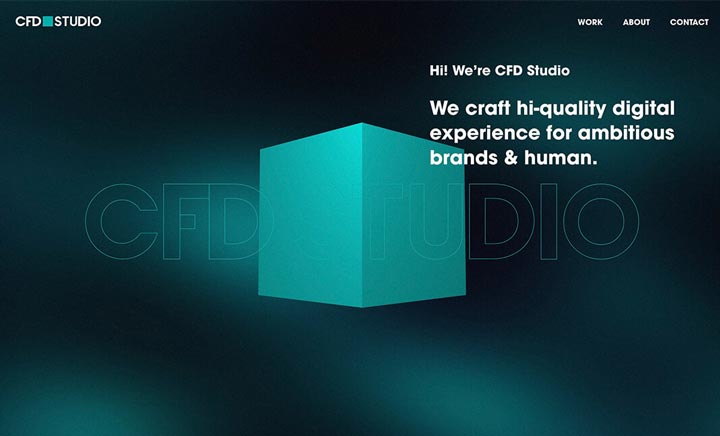 CFD STUDIO
WORK ABOUT CONTACT
Hi! We're CFD Studio
We craft hi-quality digital
experience for ambitious
brands & human.
CFD STUDIO